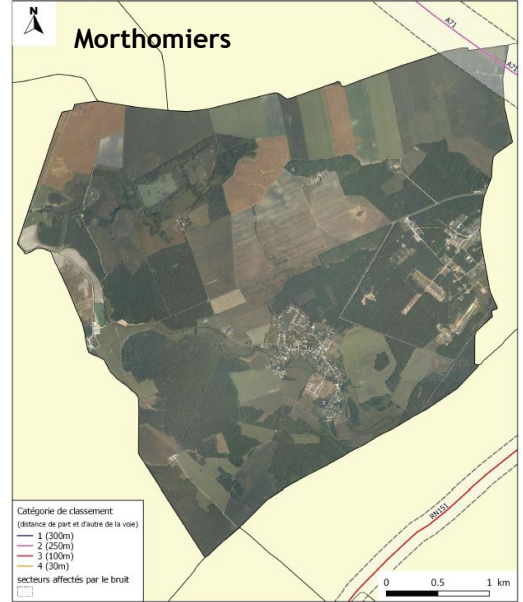 N
Morthomiers
A71
A71
RN151
Catégorie de classement
(distance de part et d'autre de la voie)
1 (300m)
2 (250m)
3 (100m)
4 (30m)
secteurs affectés par le bruit
0 0.5 1 km